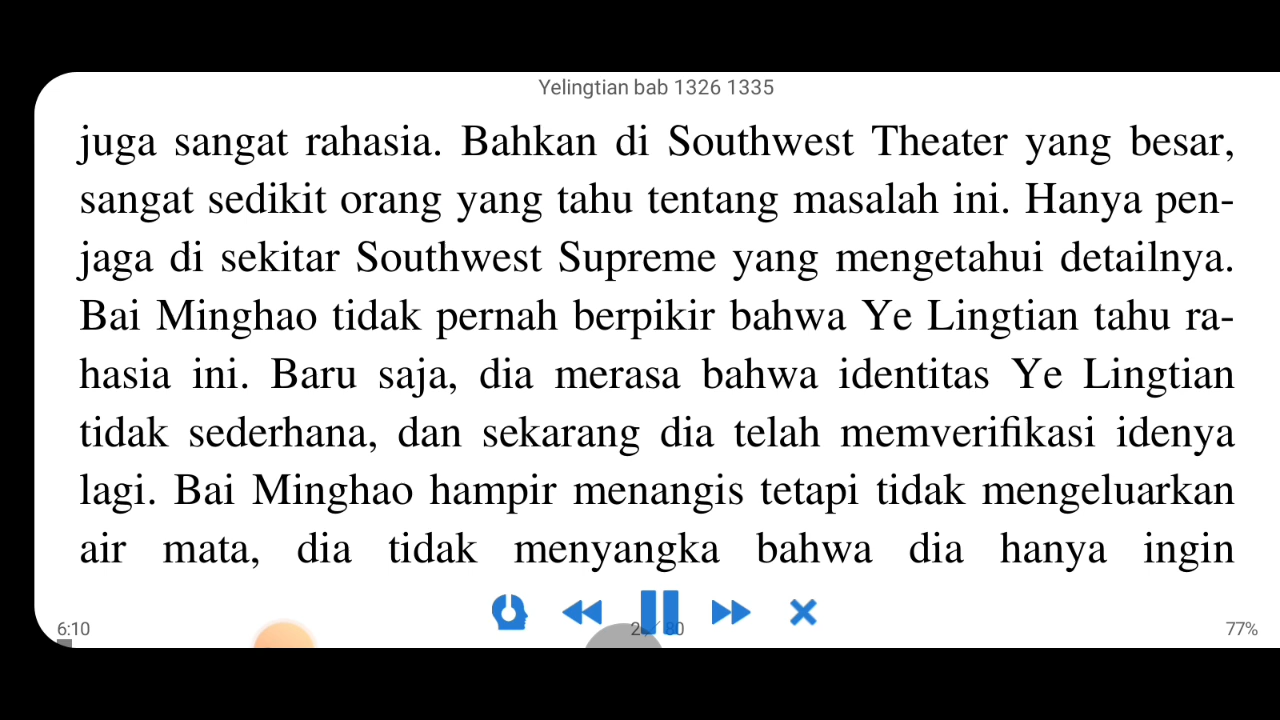 Yelingtian bab 1326 1335
juga sangat rahasia. Bahkan di Southwest Theater yang besar,
sangat sedikit orang yang tahu tentang masalah ini. Hanya pen-
jaga di sekitar Southwest Supreme yang mengetahui detailnya.
Bai Minghao tidak pernah berpikir bahwa Ye Lingtian tahu ra-
hasia ini. Baru saja, dia merasa bahwa identitas Ye Lingtian
tidak sederhana, dan sekarang dia telah memverifikasi idenya
lagi. Bai Minghao hampir menangis tetapi tidak mengeluarkan
air mata, dia tidak menyangka bahwa dia hanya ingin
6:10
77%